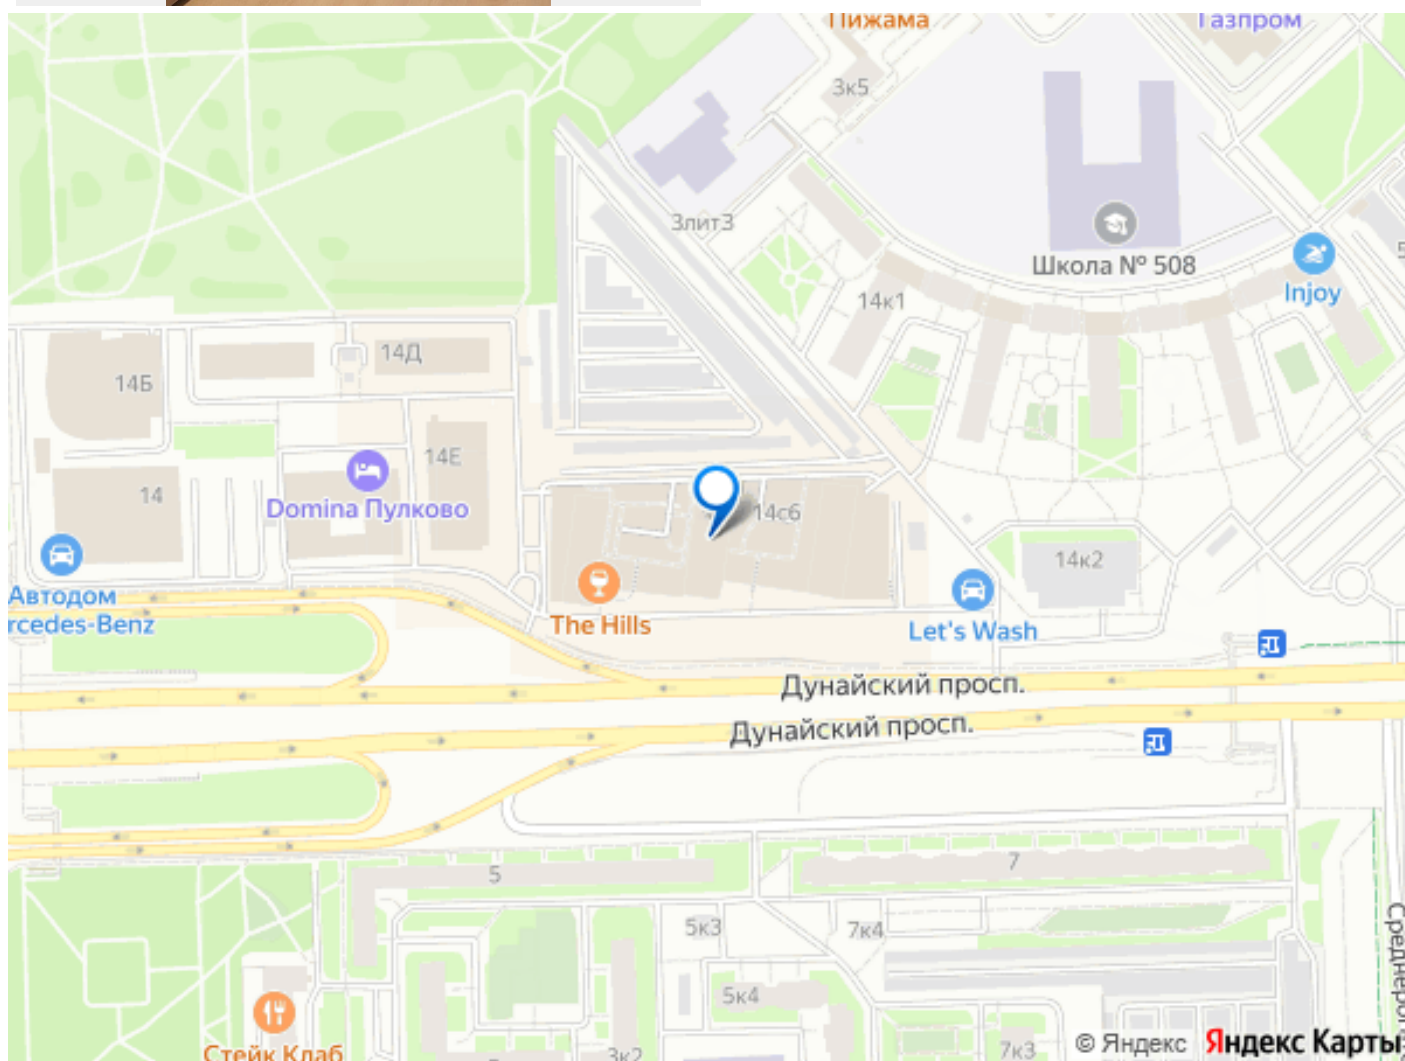 Пижама
Газпром
3к5
3лит3
Школа № 508
Injoy
14к1
14Д
14Б
14Е
14
Domina Пулково
14с6
14к2
Автодом
rcedes-Benz
The Hills
Let's Wash
Дунайский просп.
Дунайский просп.
5
7
5к3
7к4
5к4
Среднерог
Стейк Клаб
3к2
7к3
© Яндекс
Яндекс Карты